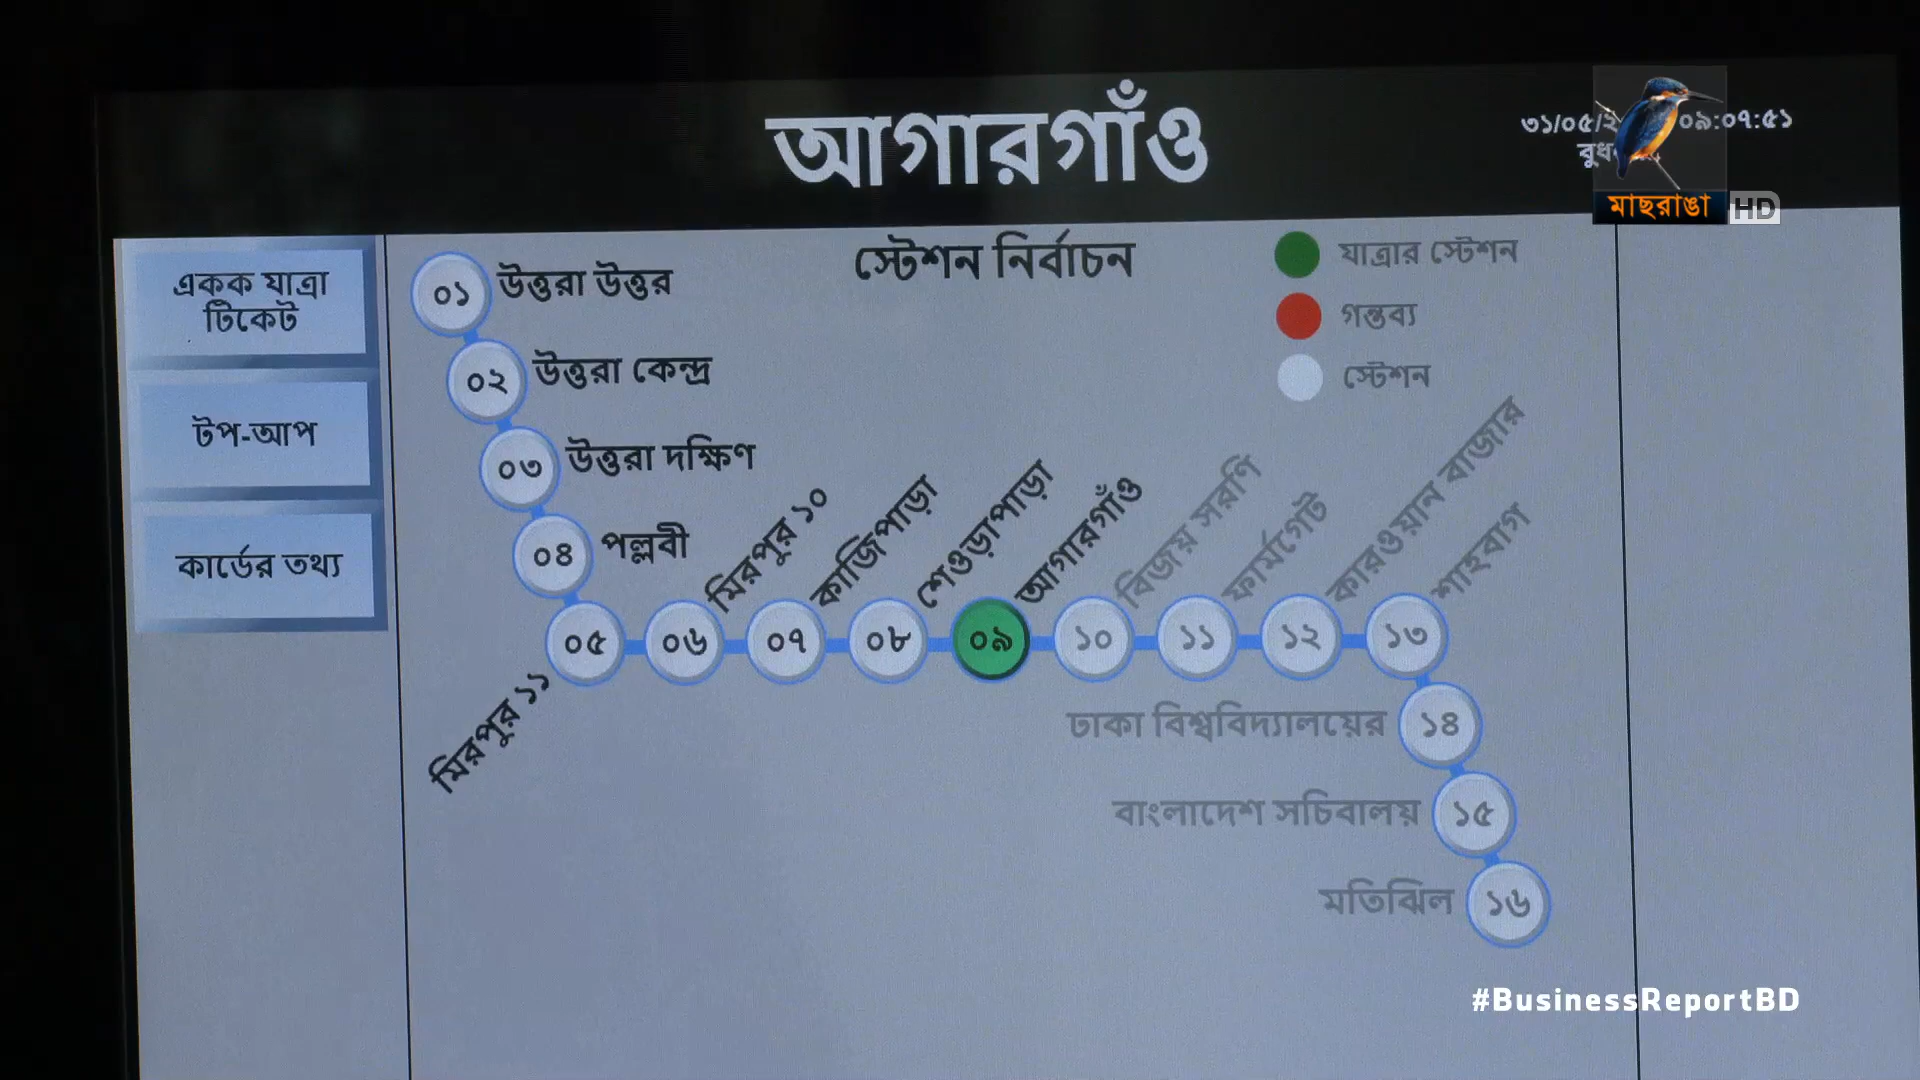 আগারগাঁও
৩১/০৫/২ ০৯:০৭:৫১
মাছরাঙা HD
একক যাত্রা
টিকেট
টপ-আপ
কার্ডের তথ্য
স্টেশন নির্বাচন
যাত্রার স্টেশন
গন্তব্য
স্টেশন
০১ উত্তরা উত্তর
০২ উত্তরা কেন্দ্র
০৩ উত্তরা দক্ষিণ
০৪ পল্লবী
০৫ মিরপুর ১১
০৬ মিরপুর ১০
০৭ কাজিপাড়া
০৮ শেওড়াপাড়া
০৯ আগারগাঁও
১০ বিজয় সরণি
১১ ফার্মগেট
১২ কারওয়ান বাজার
১৩ শাহবাগ
ঢাকা বিশ্ববিদ্যালয়ের ১৪
বাংলাদেশ সচিবালয় ১৫
মতিঝিল ১৬
#BusinessReportBD